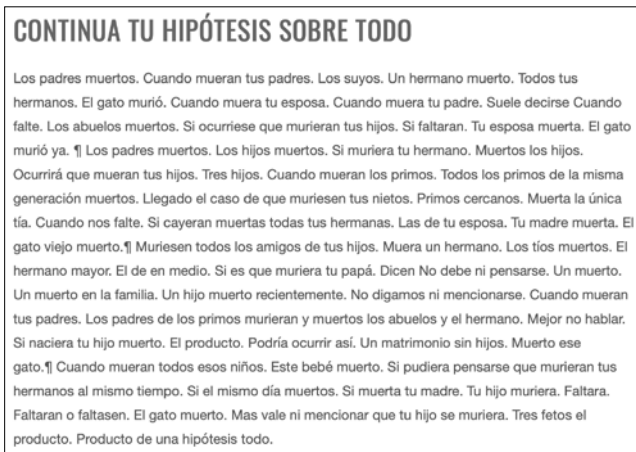 CONTINUA TU HIPÓTESIS SOBRE TODO
Los padres muertos. Cuando mueran tus padres. Los suyos. Un hermano muerto. Todos tus
hermanos. El gato murió. Cuando muera tu esposa. Cuando muera tu padre. Suele decirse Cuando
falte. Los abuelos muertos. Si ocurriese que murieran tus hijos. Si faltaran. Tu esposa muerta. El gato
murió ya. ¶ Los padres muertos. Los hijos muertos. Si muriera tu hermano. Muertos los hijos.
Ocurrirá que mueran tus hijos. Tres hijos. Cuando mueran los primos. Todos los primos de la misma
generación muertos. Llegado el caso de que muriesen tus nietos. Primos cercanos. Muerta la única
tía. Cuando nos falte. Si cayeran muertas todas tus hermanas. Las de tu esposa. Tu madre muerta. El
gato viejo muerto.¶ Muriesen todos los amigos de tus hijos. Muera un hermano. Los tíos muertos. El
hermano mayor. El de en medio. Si es que muriera tu papá. Dicen No debe ni pensarse. Un muerto.
Un muerto en la familia. Un hijo muerto recientemente. No digamos ni mencionarse. Cuando mueran
tus padres. Los padres de los primos murieran y muertos los abuelos y el hermano. Mejor no hablar.
Si naciera tu hijo muerto. El producto. Podría ocurrir así. Un matrimonio sin hijos. Muerto ese
gato.¶ Cuando mueran todos esos niños. Este bebé muerto. Si pudiera pensarse que murieran tus
hermanos al mismo tiempo. Si el mismo día muertos. Si muerta tu madre. Tu hijo muriera. Faltara.
Faltaran o faltasen. El gato muerto. Mas vale ni mencionar que tu hijo se muriera. Tres fetos el
producto. Producto de una hipótesis todo.